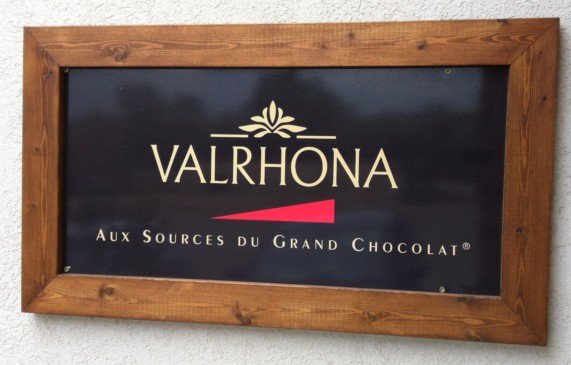 VALRHONA
AUX SOURCES DU GRAND CHOCOLAT®